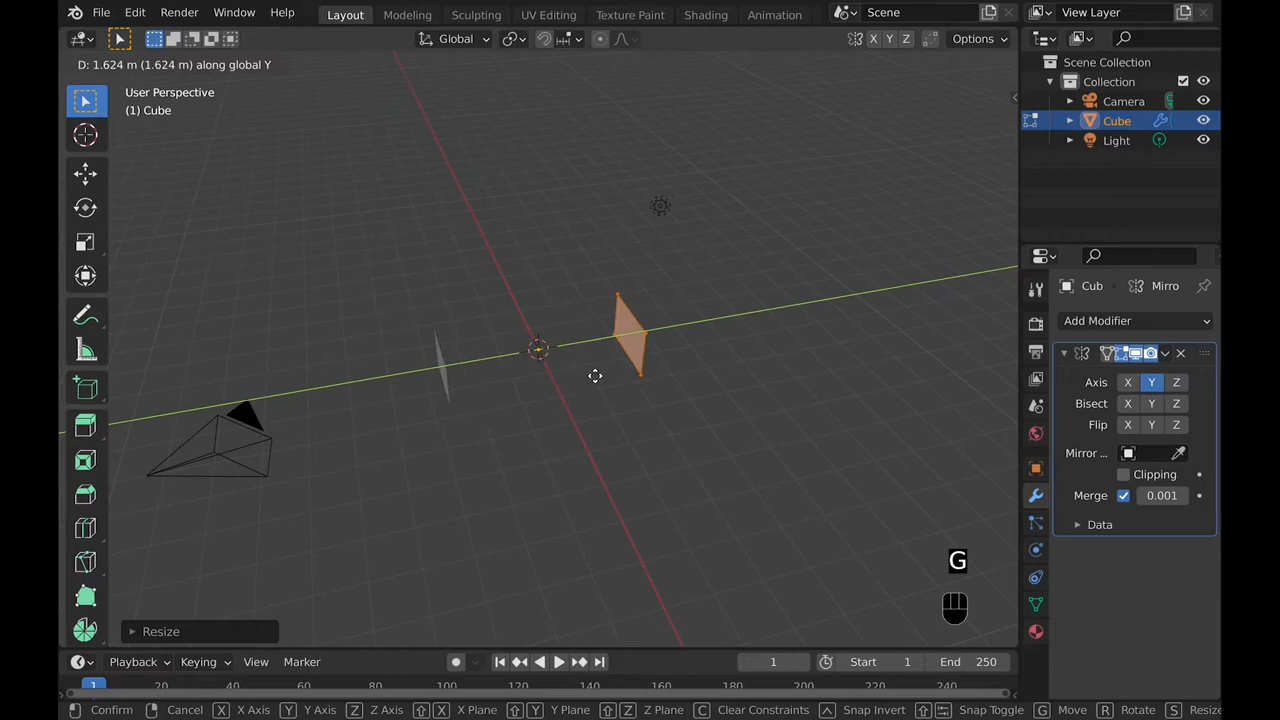 File Edit Render Window Help Layout Modeling Sculpting UV Editing Texture Paint Shading Animation Scene View Layer
Global X Y Z Options
D: 1.624 m (1.624 m) along global Y
Scene Collection
User Perspective
Collection
(1) Cube
Camera
Cube
Light
Cub Mirro
Add Modifier
Axis X Y Z
Bisect X Y Z
Flip X Y Z
Mirror ...
Clipping
Merge 0.001
Data
G
Resize
Playback Keying View Marker 1 Start 1 End 250
1 20 40 60 80 100 120 140 160 180 200 220 240
Confirm Cancel X X Axis Y Y Axis Z Z Axis X X Plane Y Y Plane Z Z Plane C Clear Constraints Snap Invert Snap Toggle G Move R Rotate S Resize